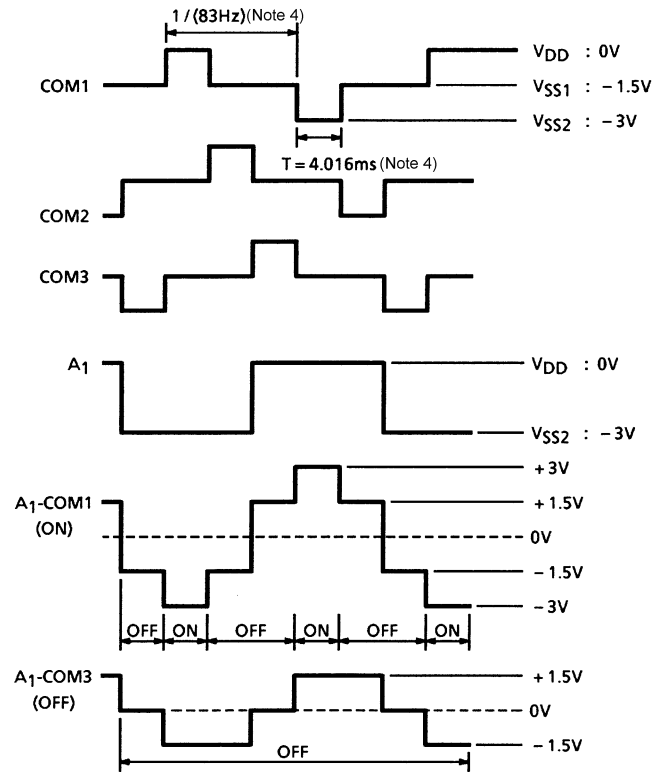 1 / (83Hz) (Note 4)
COM1
VDD : 0V
VSS1 : −1.5V
VSS2 : −3V
T = 4.016ms (Note 4)
COM2
COM3
A1
VDD : 0V
VSS2 : −3V
A1-COM1
(ON)
+3V
+1.5V
0V
−1.5V
−3V
OFF ON OFF ON OFF ON
A1-COM3
(OFF)
+1.5V
0V
−1.5V
OFF